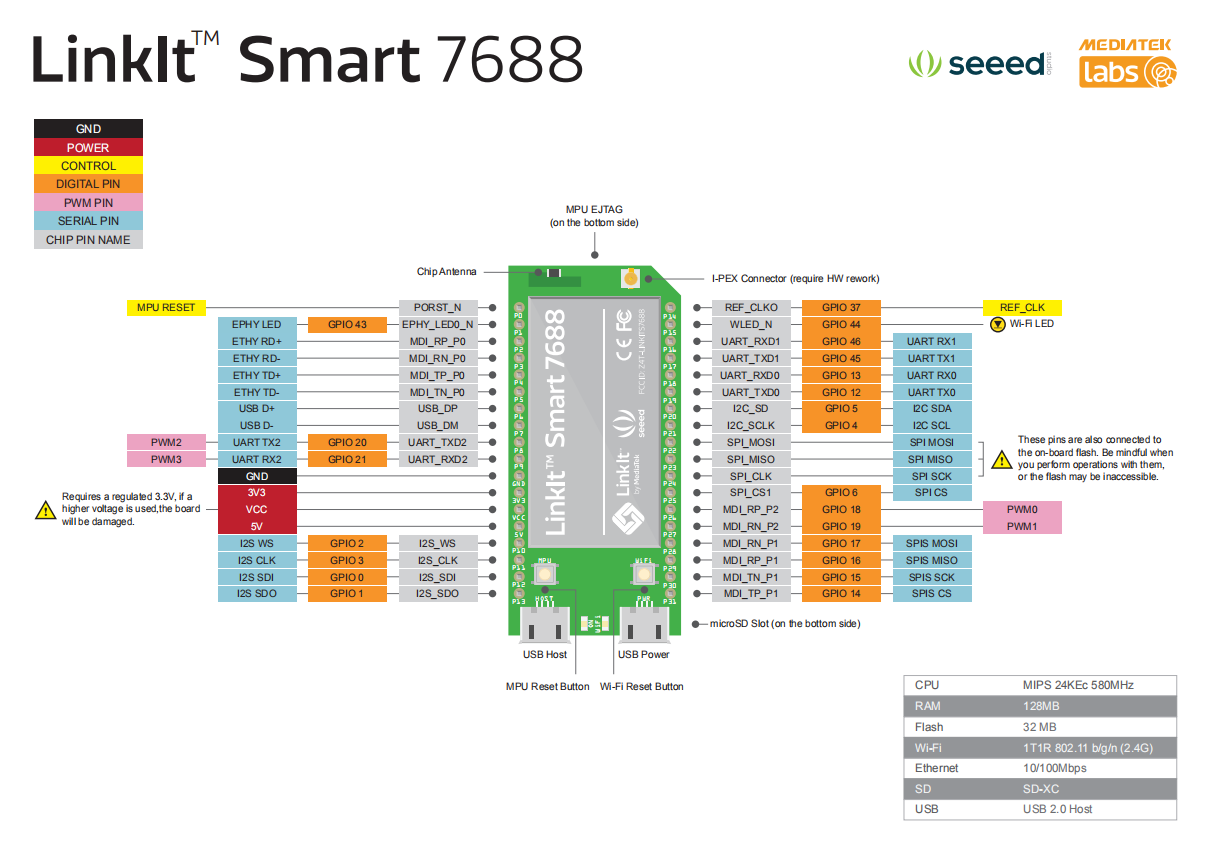 LinkIt™ Smart 7688
seeed studio
MEDIATEK
labs
GND
POWER
CONTROL
DIGITAL PIN
PWM PIN
SERIAL PIN
CHIP PIN NAME
MPU EJTAG
(on the bottom side)
Chip Antenna
I-PEX Connector (require HW rework)
MPU RESET PORST_N
EPHY LED GPIO 43 EPHY_LED0_N
ETHY RD+ MDI_RP_P0
ETHY RD- MDI_RN_P0
ETHY TD+ MDI_TP_P0
ETHY TD- MDI_TN_P0
USB D+ USB_DP
USB D- USB_DM
PWM2 UART TX2 GPIO 20 UART_TXD2
PWM3 UART RX2 GPIO 21 UART_RXD2
GND
3V3
VCC
5V
Requires a regulated 3.3V, if a
higher voltage is used,the board
will be damaged.
I2S WS GPIO 2 I2S_WS
I2S CLK GPIO 3 I2S_CLK
I2S SDI GPIO 0 I2S_SDI
I2S SDO GPIO 1 I2S_SDO
P0
P1
P2
P3
P4
P5
P6
P7
P8
P9
GND
3V3
VCC
5V
P10
P11
P12
P13
LinkIt™ Smart 7688
CE FC
FCC ID: Z4T-LINKIT57688
LinkIt
by MediaTek
seeed
MPU
WiFi
HOST
PWR
ON
WIFI
P14
P15
P16
P17
P18
P19
P20
P21
P22
P23
P24
P25
P26
P27
P28
P29
P30
P31
REF_CLKO GPIO 37 REF_CLK
WLED_N GPIO 44 Wi-Fi LED
UART_RXD1 GPIO 46 UART RX1
UART_TXD1 GPIO 45 UART TX1
UART_RXD0 GPIO 13 UART RX0
UART_TXD0 GPIO 12 UART TX0
I2C_SD GPIO 5 I2C SDA
I2C_SCLK GPIO 4 I2C SCL
SPI_MOSI SPI MOSI
SPI_MISO SPI MISO
SPI_CLK SPI SCK
SPI_CS1 GPIO 6 SPI CS
These pins are also connected to
the on-board flash. Be mindful when
you perform operations with them,
or the flash may be inaccessible.
MDI_RP_P2 GPIO 18 PWM0
MDI_RN_P2 GPIO 19 PWM1
MDI_RN_P1 GPIO 17 SPIS MOSI
MDI_RP_P1 GPIO 16 SPIS MISO
MDI_TN_P1 GPIO 15 SPIS SCK
MDI_TP_P1 GPIO 14 SPIS CS
microSD Slot (on the bottom side)
USB Host
USB Power
MPU Reset Button
Wi-Fi Reset Button
CPU MIPS 24KEc 580MHz
RAM 128MB
Flash 32 MB
Wi-Fi 1T1R 802.11 b/g/n (2.4G)
Ethernet 10/100Mbps
SD SD-XC
USB USB 2.0 Host